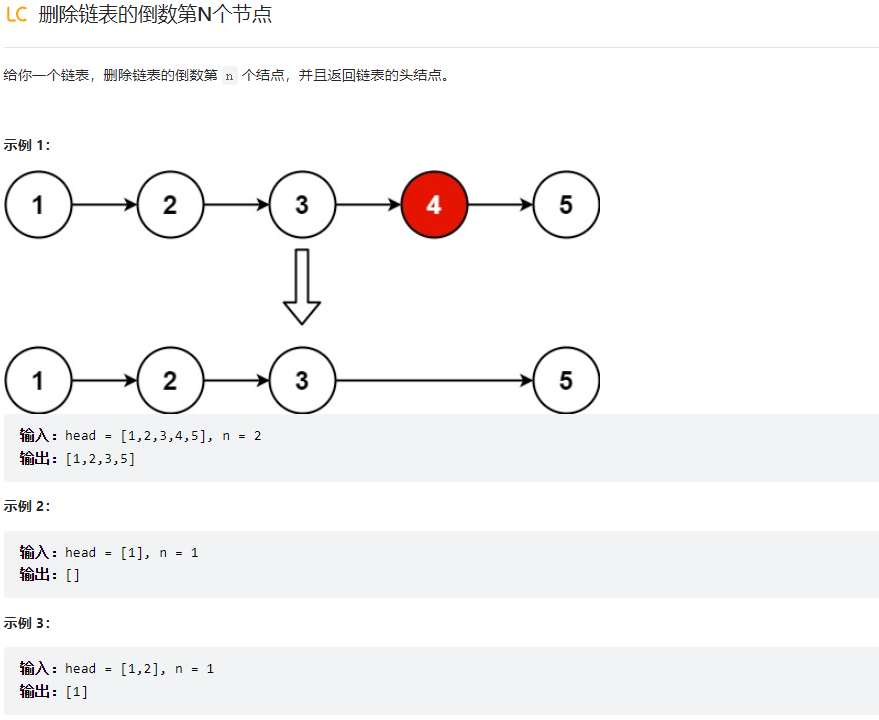 LC 删除链表的倒数第N个节点
给你一个链表，删除链表的倒数第 n 个结点，并且返回链表的头结点。
示例 1：
1 2 3 4 5
1 2 3 5
输入：head = [1,2,3,4,5], n = 2
输出：[1,2,3,5]
示例 2：
输入：head = [1], n = 1
输出：[]
示例 3：
输入：head = [1,2], n = 1
输出：[1]